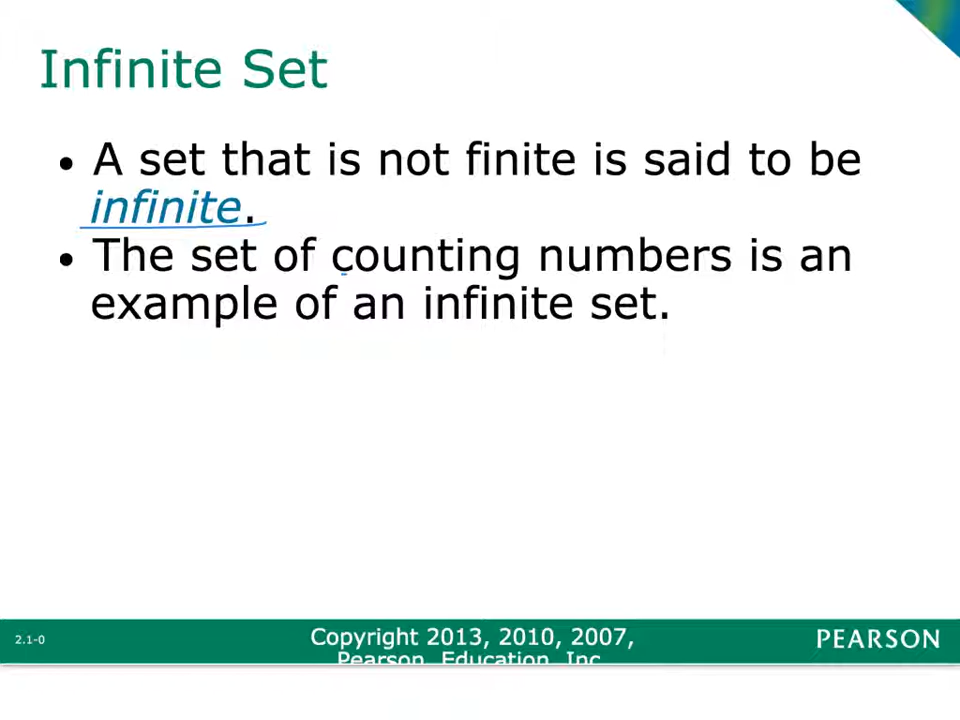 Infinite Set
• A set that is not finite is said to be
infinite.
• The set of counting numbers is an
example of an infinite set.
2.1-0
Copyright 2013, 2010, 2007,
Pearson, Education, Inc.
PEARSON